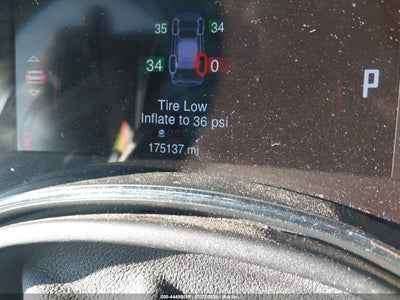 35 34
34 0
P
Tire Low
Inflate to 36 psi
175137 mi